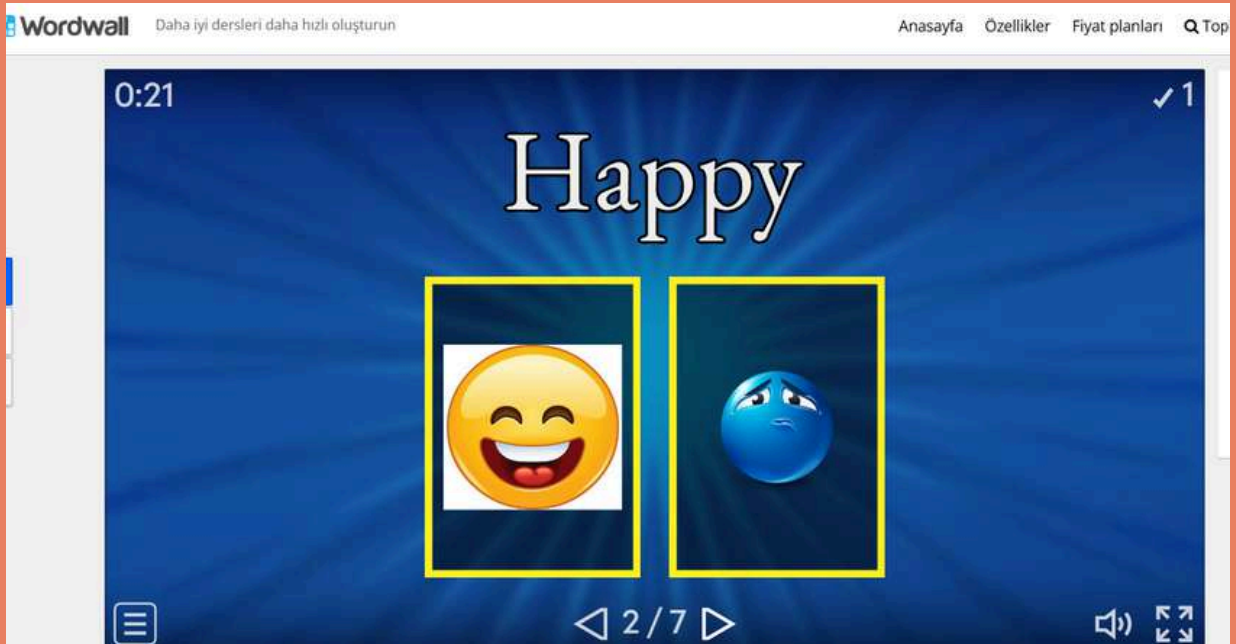 Wordwall Daha iyi dersleri daha hızlı oluşturun Anasayfa Özellikler Fiyat planları Top
0:21 ✓ 1
Happy
2 / 7